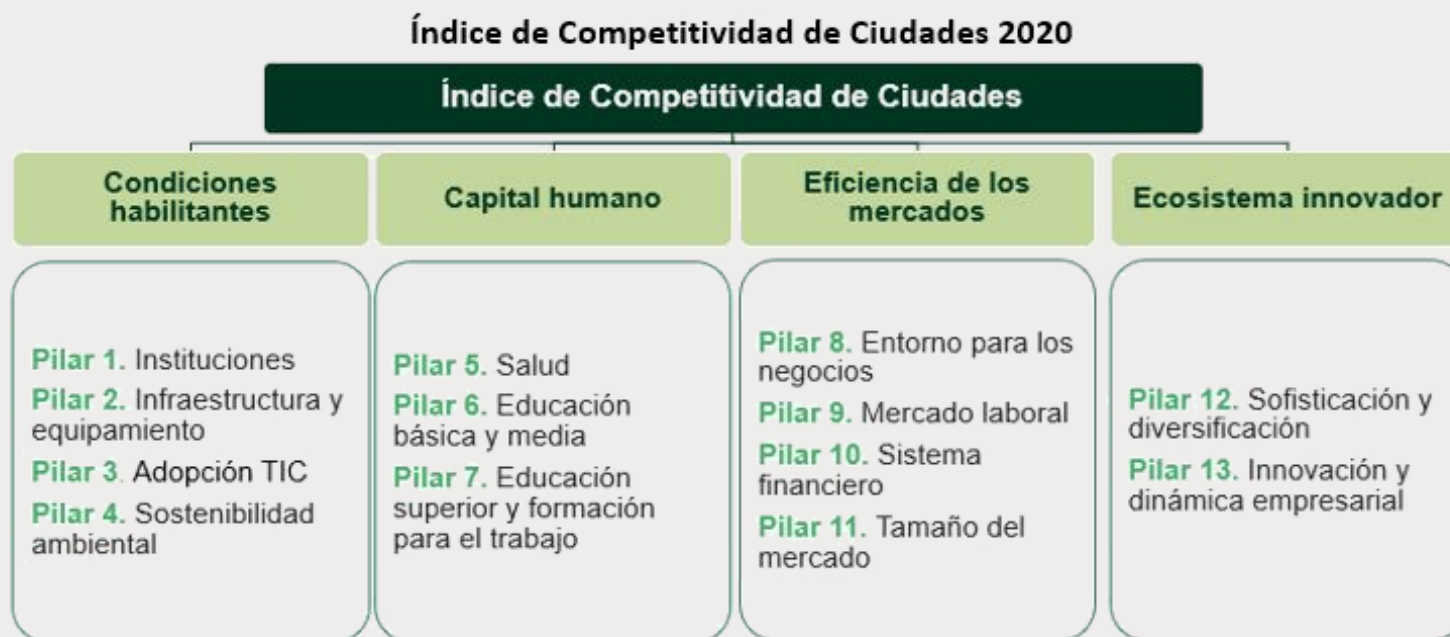 Índice de Competitividad de Ciudades 2020
Índice de Competitividad de Ciudades
Condiciones
habilitantes
Capital humano
Eficiencia de los
mercados
Ecosistema innovador
Pilar 1. Instituciones
Pilar 2. Infraestructura y
equipamiento
Pilar 3. Adopción TIC
Pilar 4. Sostenibilidad
ambiental
Pilar 5. Salud
Pilar 6. Educación
básica y media
Pilar 7. Educación
superior y formación
para el trabajo
Pilar 8. Entorno para los
negocios
Pilar 9. Mercado laboral
Pilar 10. Sistema
financiero
Pilar 11. Tamaño del
mercado
Pilar 12. Sofisticación y
diversificación
Pilar 13. Innovación y
dinámica empresarial